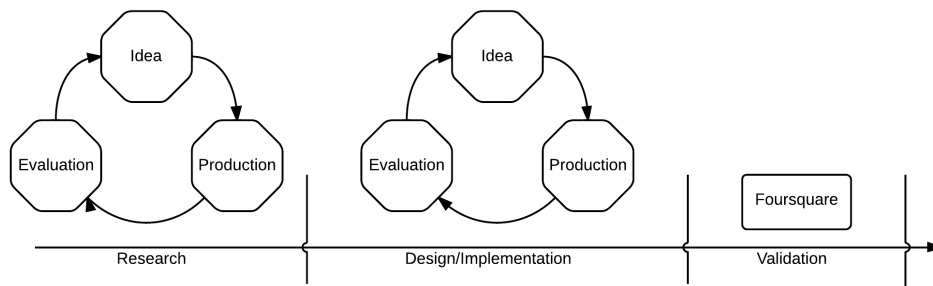 Idea
Evaluation
Production
Idea
Evaluation
Production
Foursquare
Research
Design/Implementation
Validation